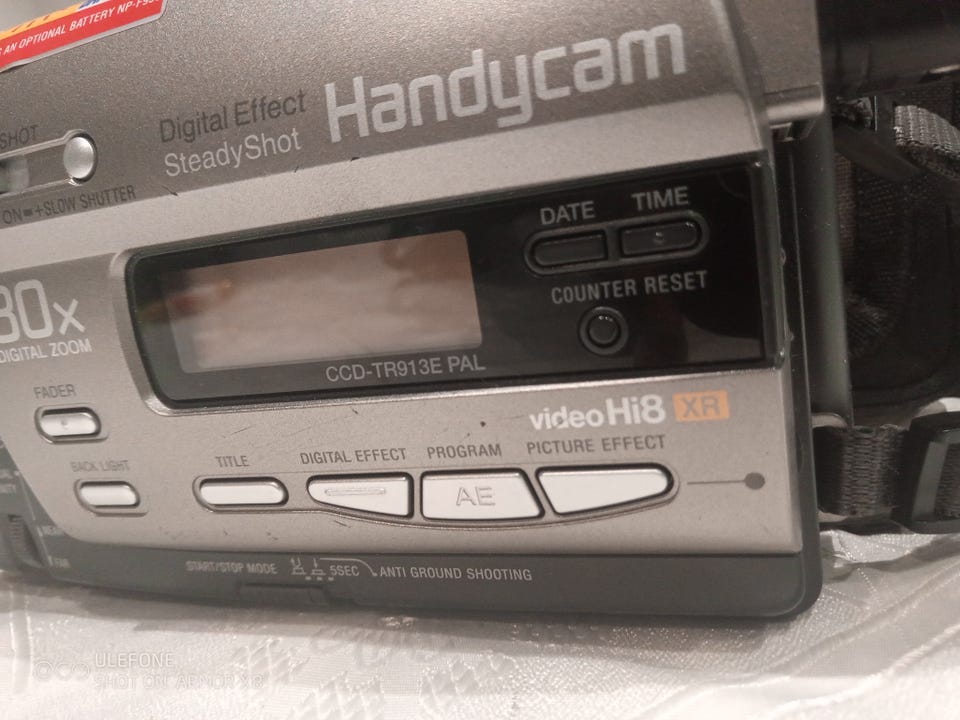 AN OPTIONAL BATTERY
Handycam
Digital Effect
SteadyShot
SHOT
ON +SLOW SHUTTER
DATE TIME
COUNTER RESET
80x
DIGITAL ZOOM
CCD-TR913E PAL
FADER
video Hi8 XR
BACK LIGHT
TITLE
DIGITAL EFFECT
PROGRAM
PICTURE EFFECT
AE
FAR
START/STOP MODE 5SEC ANTI GROUND SHOOTING
ULEFONE
SHOT ON ARMOR X8